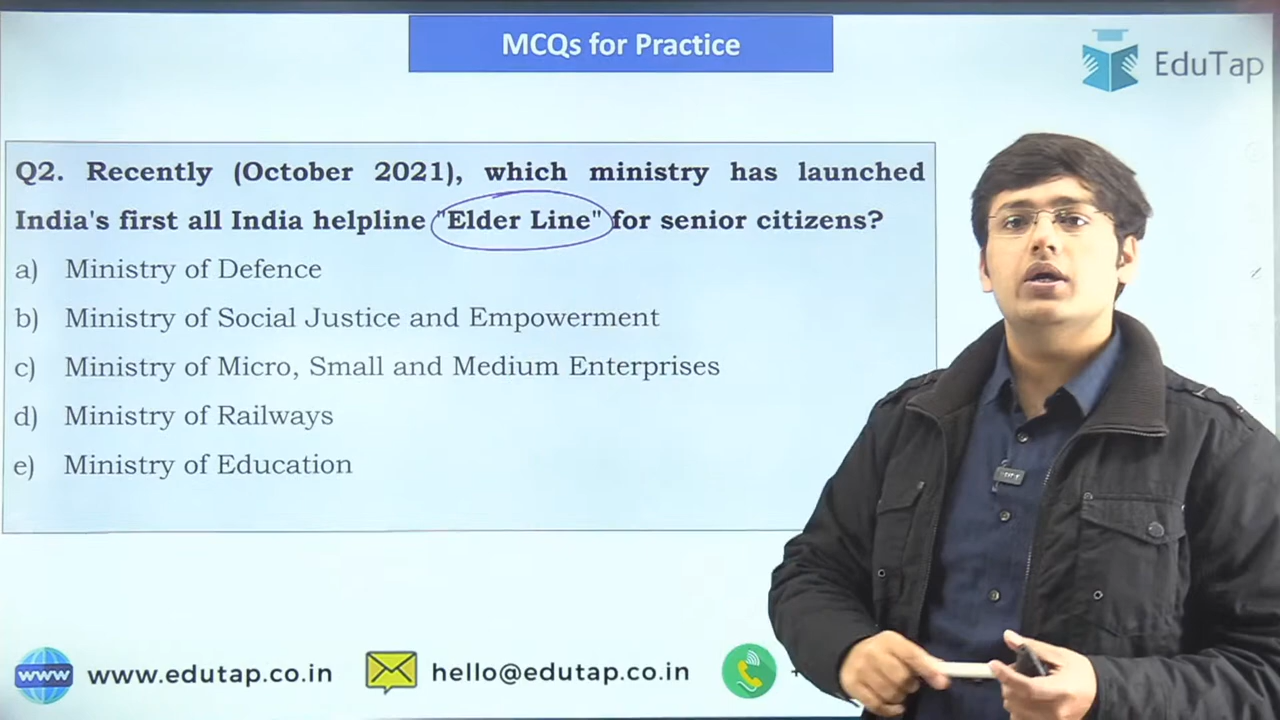 MCQs for Practice
EduTap
Q2. Recently (October 2021), which ministry has launched
India's first all India helpline "Elder Line" for senior citizens?
a) Ministry of Defence
b) Ministry of Social Justice and Empowerment
c) Ministry of Micro, Small and Medium Enterprises
d) Ministry of Railways
e) Ministry of Education
www www.edutap.co.in hello@edutap.co.in +